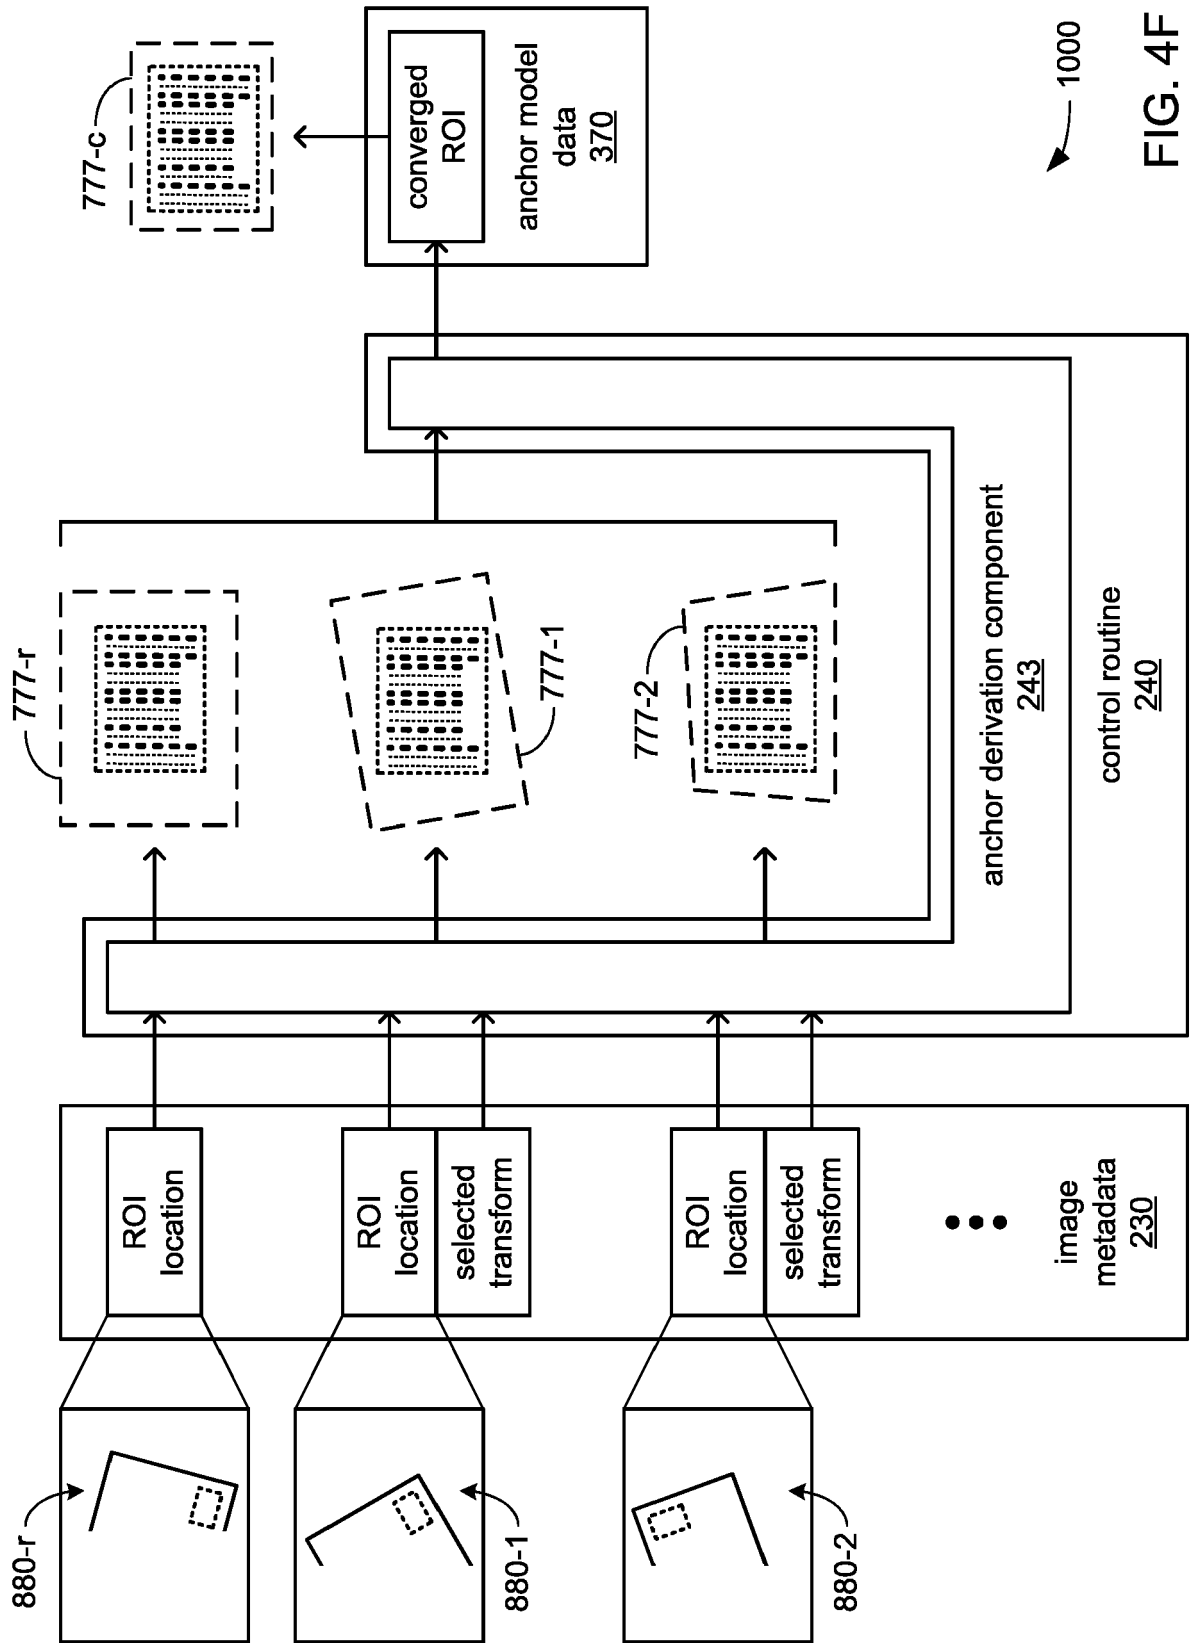 880-r
880-1
880-2
ROI
location
ROI
location
selected
transform
ROI
location
selected
transform
image
metadata
230
777-r
777-1
777-2
anchor derivation component
243
control routine
240
777-c
converged
ROI
anchor model
data
370
1000
FIG. 4F